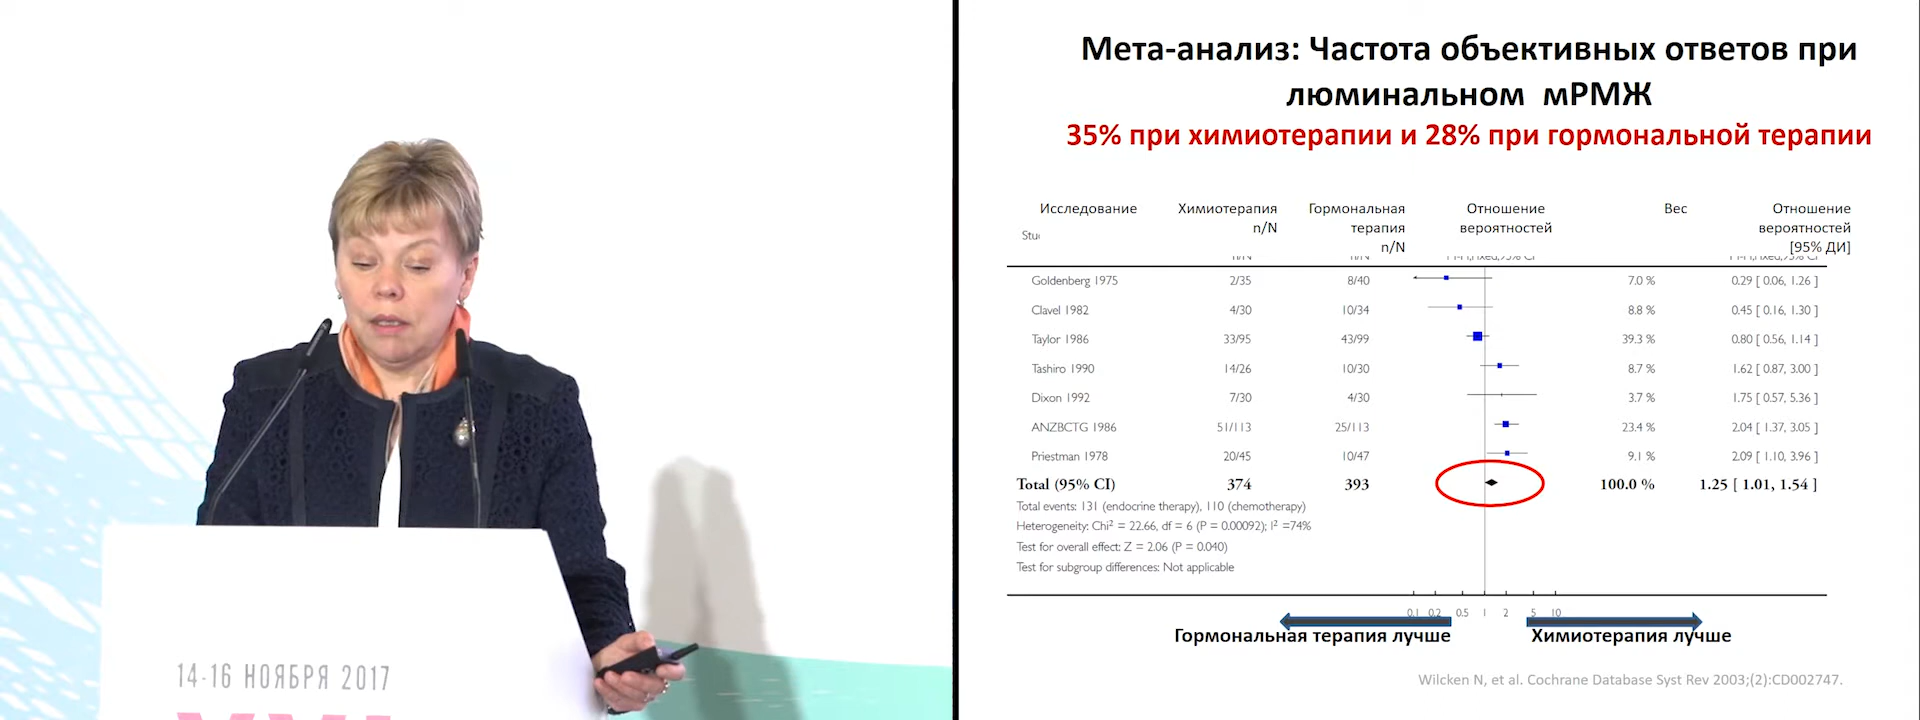 14-16 НОЯБРЯ 2017
Мета-анализ: Частота объективных ответов при
люминальном мРМЖ
35% при химиотерапии и 28% при гормональной терапии
Исследование Химиотерапия n/N Гормональная терапия n/N Отношение вероятностей Вес Отношение вероятностей [95% ДИ]
Goldenberg 1975 2/35 8/40 7.0 % 0.29 [ 0.06, 1.26 ]
Clavel 1982 4/30 10/34 8.8 % 0.45 [ 0.16, 1.30 ]
Taylor 1986 33/95 43/99 39.3 % 0.80 [ 0.56, 1.14 ]
Tashiro 1990 14/26 10/30 8.7 % 1.62 [ 0.87, 3.00 ]
Dixon 1992 7/30 4/30 3.7 % 1.75 [ 0.57, 5.36 ]
ANZBCTG 1986 51/113 25/113 23.4 % 2.04 [ 1.37, 3.05 ]
Priestman 1978 20/45 10/47 9.1 % 2.09 [ 1.10, 3.96 ]
Total (95% CI) 374 393 100.0 % 1.25 [ 1.01, 1.54 ]
Total events: 131 (endocrine therapy), 110 (chemotherapy)
Heterogeneity: Chi² = 22.66, df = 6 (P = 0.00092); I² =74%
Test for overall effect: Z = 2.06 (P = 0.040)
Test for subgroup differences: Not applicable
0.1 0.2 0.5 1 2 5 10
Гормональная терапия лучше Химиотерапия лучше
Wilcken N, et al. Cochrane Database Syst Rev 2003;(2):CD002747.